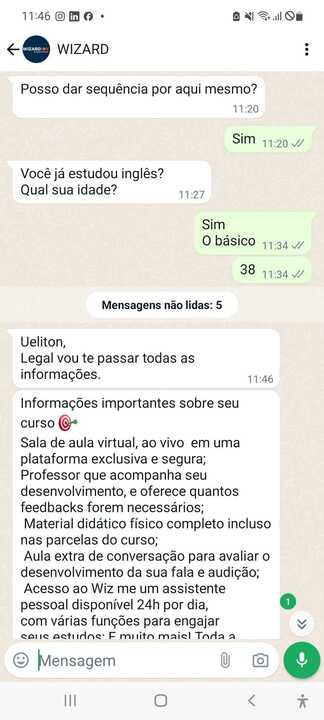 11:46
WIZARD
Posso dar sequência por aqui mesmo?
11:20
Sim
11:20
Você já estudou inglês?
Qual sua idade?
11:27
Sim
O básico
11:34
38
11:34
Mensagens não lidas: 5
Ueliton,
Legal vou te passar todas as
informações.
11:46
Informações importantes sobre seu
curso
Sala de aula virtual, ao vivo  em uma
plataforma exclusiva e segura;
Professor que acompanha seu
desenvolvimento, e oferece quantos
feedbacks forem necessários;
Material didático físico completo incluso
nas parcelas do curso;
Aula extra de conversação para avaliar o
desenvolvimento da sua fala e audição;
Acesso ao Wiz me um assistente
pessoal disponível 24h por dia,
com várias funções para engajar
seus estudos; E muito mais! Toda a
1
Mensagem